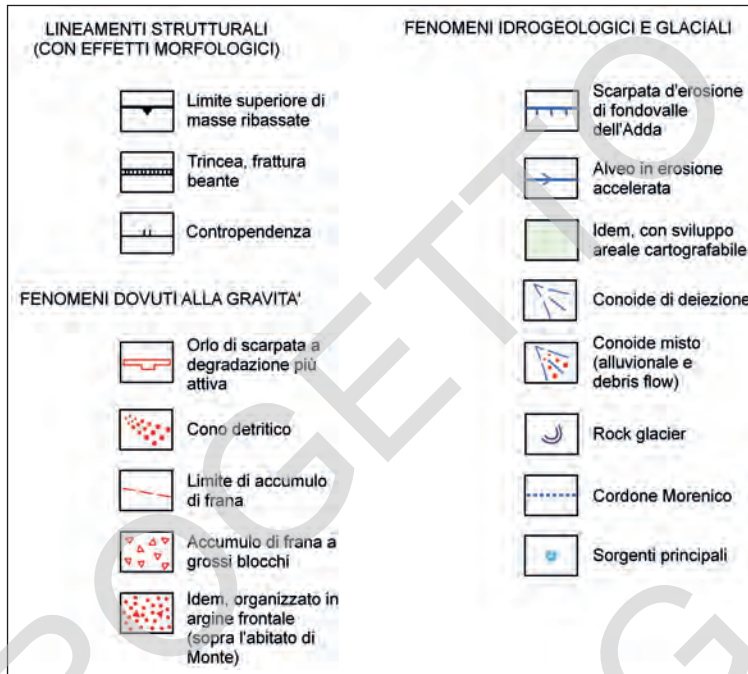 LINEAMENTI STRUTTURALI
(CON EFFETTI MORFOLOGICI)
Limite superiore di
masse ribassate
Trincea, frattura
beante
Contropendenza
FENOMENI DOVUTI ALLA GRAVITA'
Orlo di scarpata a
degradazione più
attiva
Cono detritico
Limite di accumulo
di frana
Accumulo di frana a
grossi blocchi
Idem, organizzato in
argine frontale
(sopra l'abitato di
Monte)
FENOMENI IDROGEOLOGICI E GLACIALI
Scarpata d'erosione
di fondovalle
dell'Adda
Alveo in erosione
accelerata
Idem, con sviluppo
areale cartografabile
Conoide di deiezione
Conoide misto
(alluvionale e
debris flow)
Rock glacier
Cordone Morenico
Sorgenti principali